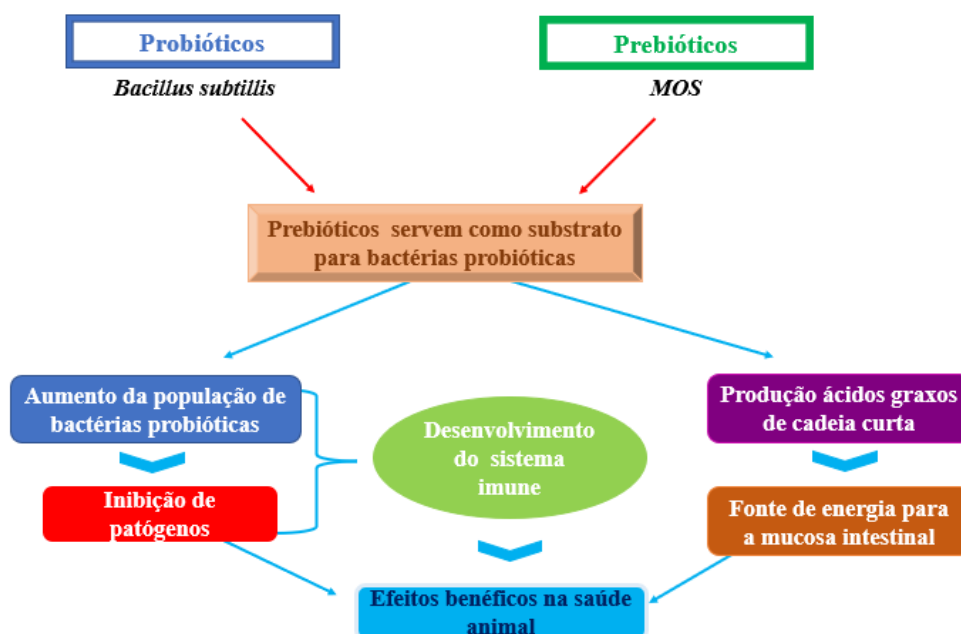 Probióticos
Prebióticos
Bacillus subtillis
MOS
Prebióticos servem como substrato
para bactérias probióticas
Aumento da população de
bactérias probióticas
Desenvolvimento
do sistema
imune
Produção ácidos graxos
de cadeia curta
Inibição de
patógenos
Fonte de energia para
a mucosa intestinal
Efeitos benéficos na saúde
animal